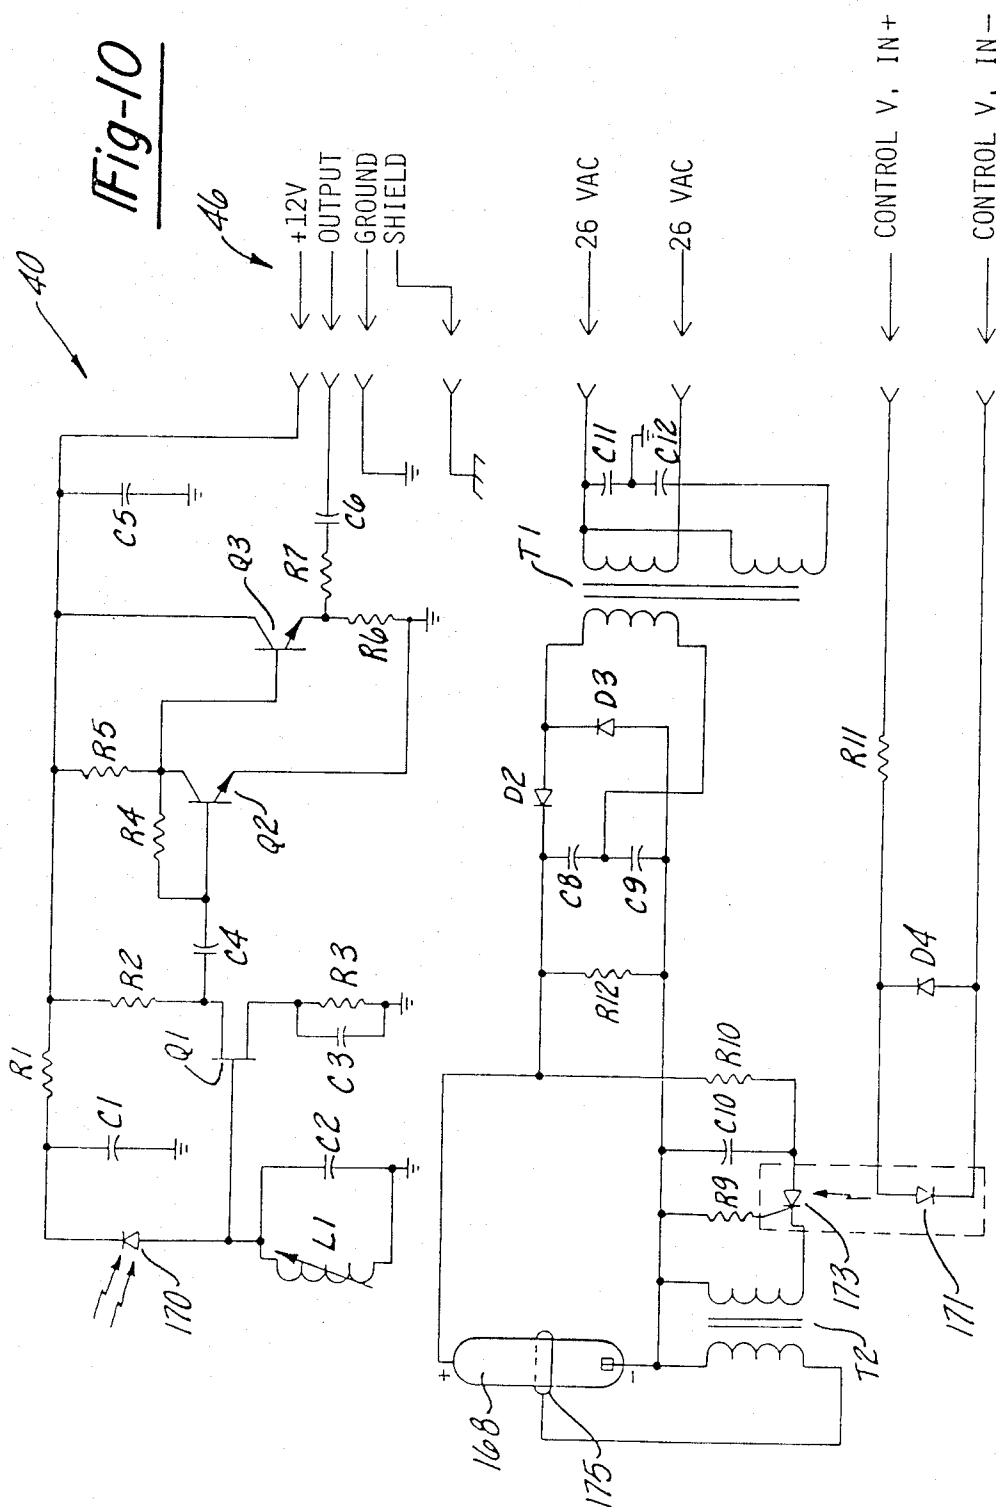 Fig-10
40
46
+12V
OUTPUT
GROUND
SHIELD
26 VAC
26 VAC
CONTROL V, IN+
CONTROL V, IN-
R1
C1
170
L1
C2
Q1
R2
C3
R3
C4
R4
R5
Q2
Q3
C5
R6
R7
C6
168
+
-
175
T2
R9
C10
R10
173
171
R12
C8
C9
D2
D3
T1
C11
C12
D4
R11